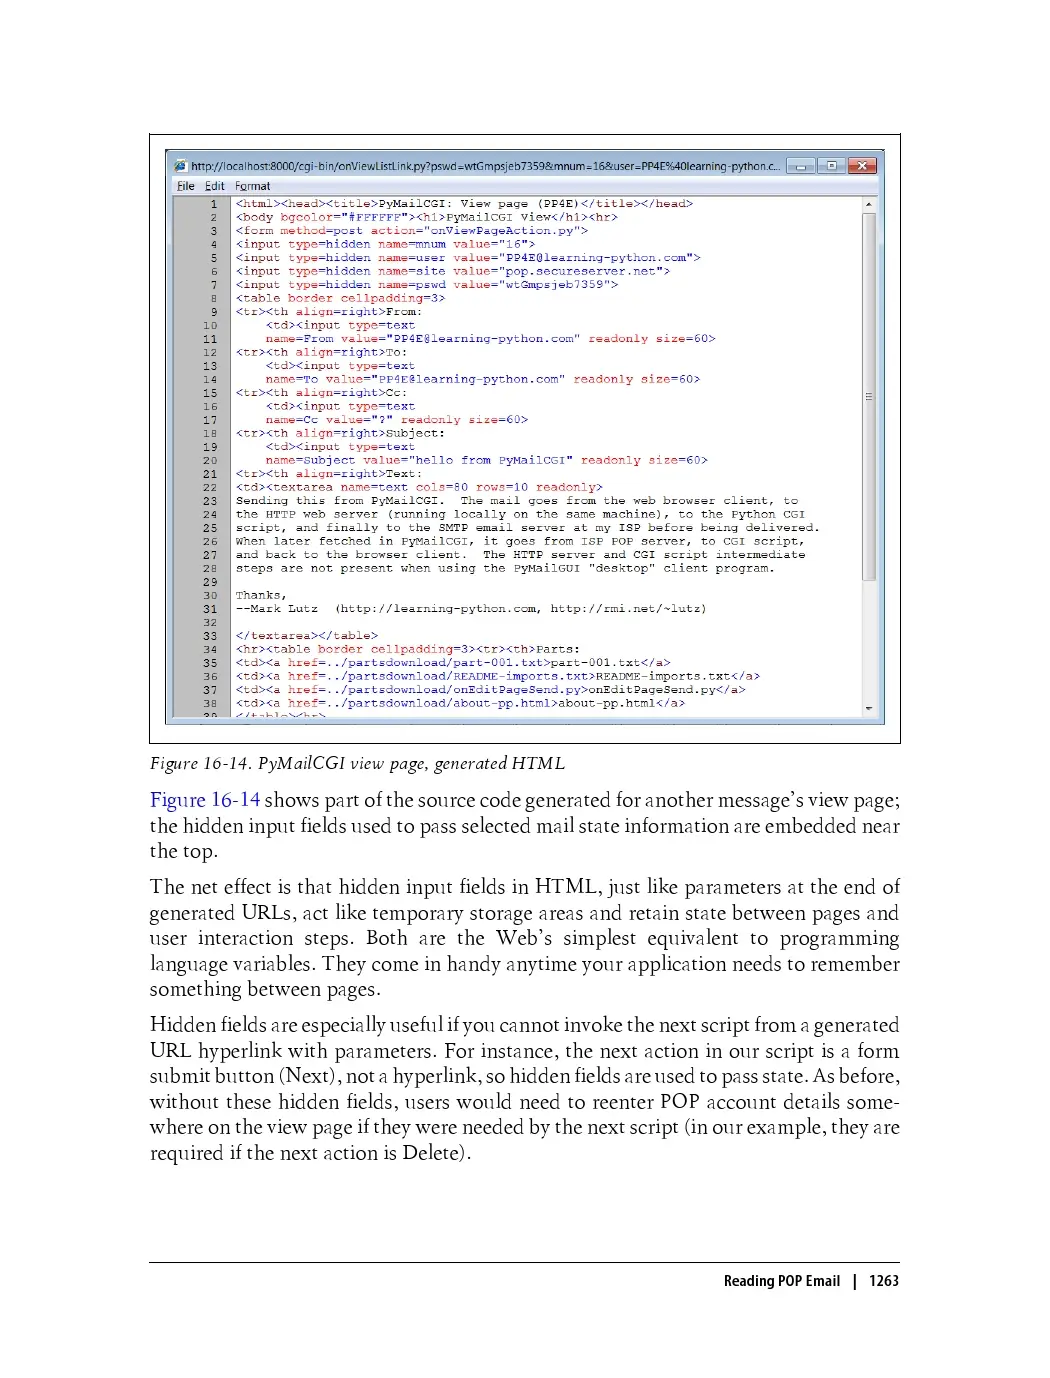 http://localhost:8000/cgi-bin/onViewListLink.py?pswd=wtGmpsjeb7359&mnum=16&user=PP4E%40learning-python.c...
File Edit Format
1 <html><head><title>PyMailCGI: View page (PP4E)</title></head>
2 <body bgcolor="#FFFFFF"><h1>PyMailCGI View</h1><hr>
3 <form method=post action="onViewPageAction.py">
4 <input type=hidden name=mnum value="16">
5 <input type=hidden name=user value="PP4E@learning-python.com">
6 <input type=hidden name=site value="pop.secureserver.net">
7 <input type=hidden name=pswd value="wtGmpsjeb7359">
8 <table border cellpadding=3>
9 <tr><th align=right>From:
10 <td><input type=text
11 name=From value="PP4E@learning-python.com" readonly size=60>
12 <tr><th align=right>To:
13 <td><input type=text
14 name=To value="PP4E@learning-python.com" readonly size=60>
15 <tr><th align=right>Cc:
16 <td><input type=text
17 name=Cc value="?" readonly size=60>
18 <tr><th align=right>Subject:
19 <td><input type=text
20 name=Subject value="hello from PyMailCGI" readonly size=60>
21 <tr><th align=right>Text:
22 <td><textarea name=text cols=80 rows=10 readonly>
23 Sending this from PyMailCGI.  The mail goes from the web browser client, to
24 the HTTP web server (running locally on the same machine), to the Python CGI
25 script, and finally to the SMTP email server at my ISP before being delivered.
26 When later fetched in PyMailCGI, it goes from ISP POP server, to CGI script,
27 and back to the browser client.  The HTTP server and CGI script intermediate
28 steps are not present when using the PyMailGUI "desktop" client program.
29
30 Thanks,
31 --Mark Lutz  (http://learning-python.com, http://rmi.net/~lutz)
32
33 </textarea></table>
34 <hr><table border cellpadding=3><tr><th>Parts:
35 <td><a href=../partsdownload/part-001.txt>part-001.txt</a>
36 <td><a href=../partsdownload/README-imports.txt>README-imports.txt</a>
37 <td><a href=../partsdownload/onEditPageSend.py>onEditPageSend.py</a>
38 <td><a href=../partsdownload/about-pp.html>about-pp.html</a>
39 </table><hr>
Figure 16-14. PyMailCGI view page, generated HTML
Figure 16-14 shows part of the source code generated for another message’s view page;
the hidden input fields used to pass selected mail state information are embedded near
the top.
The net effect is that hidden input fields in HTML, just like parameters at the end of
generated URLs, act like temporary storage areas and retain state between pages and
user interaction steps. Both are the Web’s simplest equivalent to programming
language variables. They come in handy anytime your application needs to remember
something between pages.
Hidden fields are especially useful if you cannot invoke the next script from a generated
URL hyperlink with parameters. For instance, the next action in our script is a form
submit button (Next), not a hyperlink, so hidden fields are used to pass state. As before,
without these hidden fields, users would need to reenter POP account details some-
where on the view page if they were needed by the next script (in our example, they are
required if the next action is Delete).
Reading POP Email | 1263